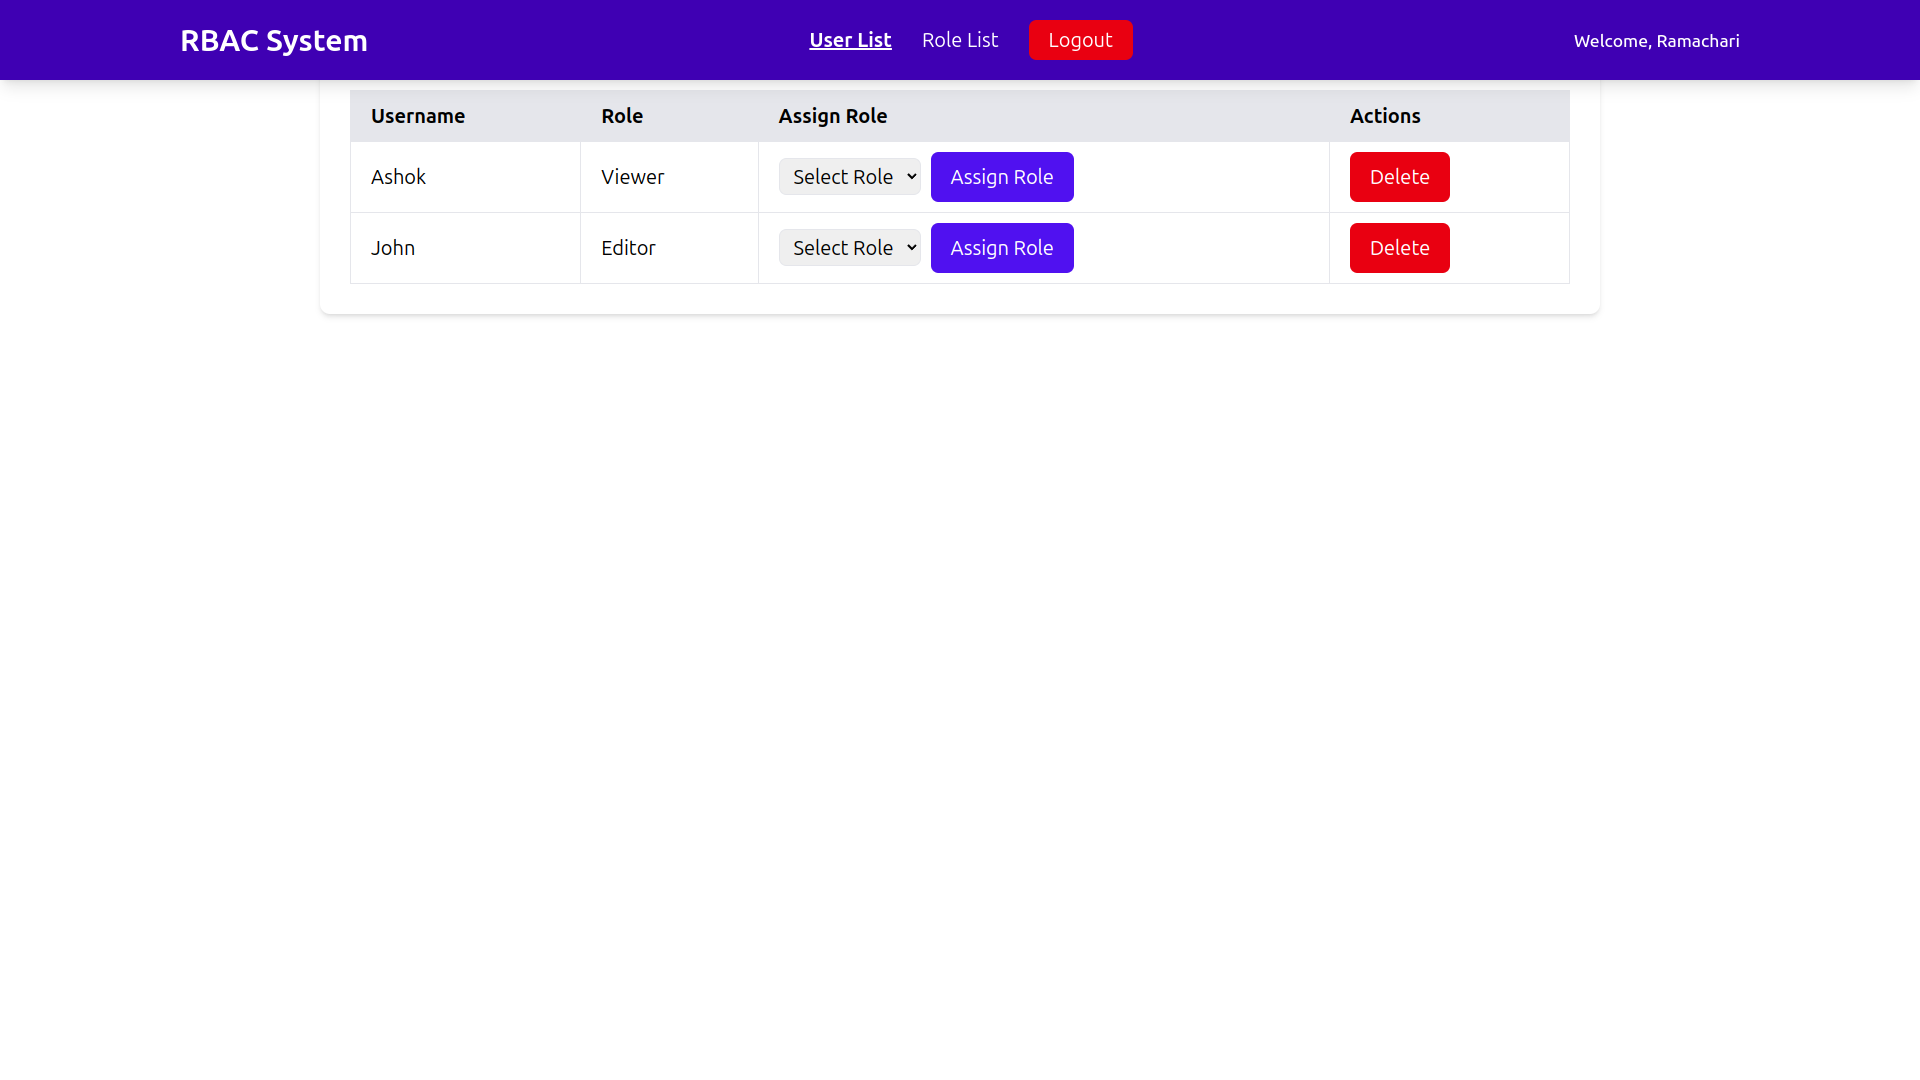 RBAC System
User List Role List Logout
Welcome, Ramachari
Username Role Assign Role Actions
Ashok Viewer Select Role Assign Role Delete
John Editor Select Role Assign Role Delete